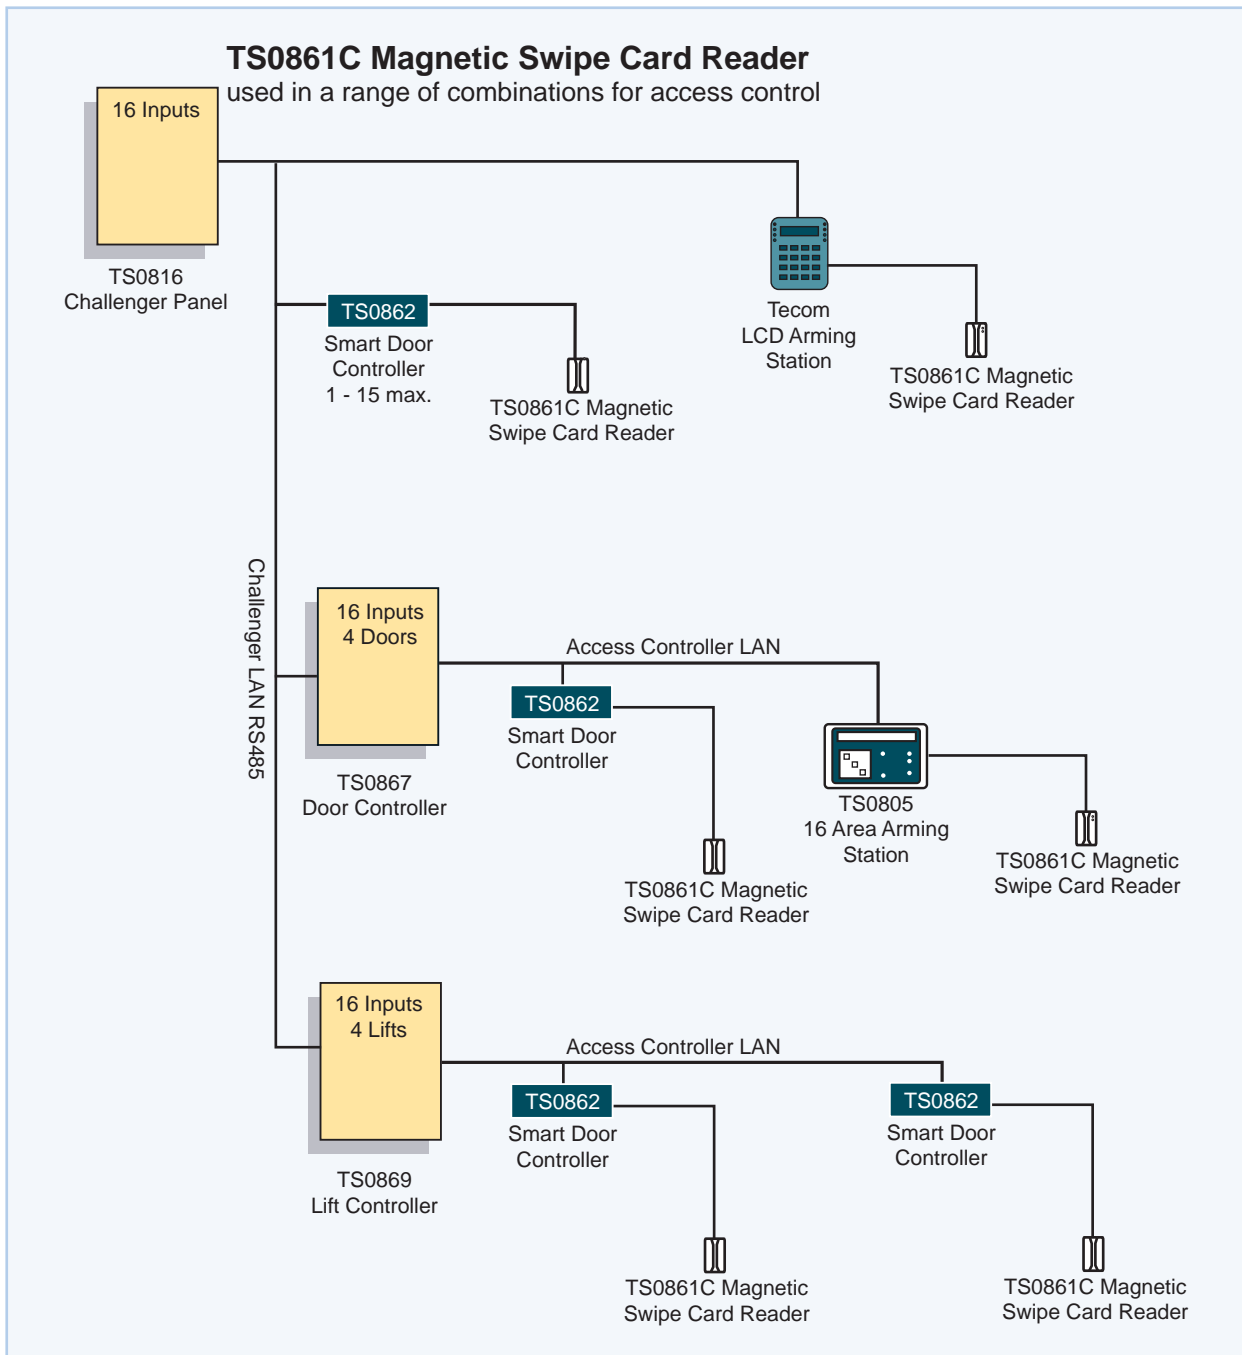 TS0861C Magnetic Swipe Card Reader
used in a range of combinations for access control
16 Inputs
TS0816
Challenger Panel
TS0862
Smart Door
Controller
1 - 15 max.
TS0861C Magnetic
Swipe Card Reader
Tecom
LCD Arming
Station
TS0861C Magnetic
Swipe Card Reader
Challenger LAN RS485
16 Inputs
4 Doors
TS0867
Door Controller
Access Controller LAN
TS0862
Smart Door
Controller
TS0861C Magnetic
Swipe Card Reader
TS0805
16 Area Arming
Station
TS0861C Magnetic
Swipe Card Reader
16 Inputs
4 Lifts
TS0869
Lift Controller
Access Controller LAN
TS0862
Smart Door
Controller
TS0861C Magnetic
Swipe Card Reader
TS0862
Smart Door
Controller
TS0861C Magnetic
Swipe Card Reader